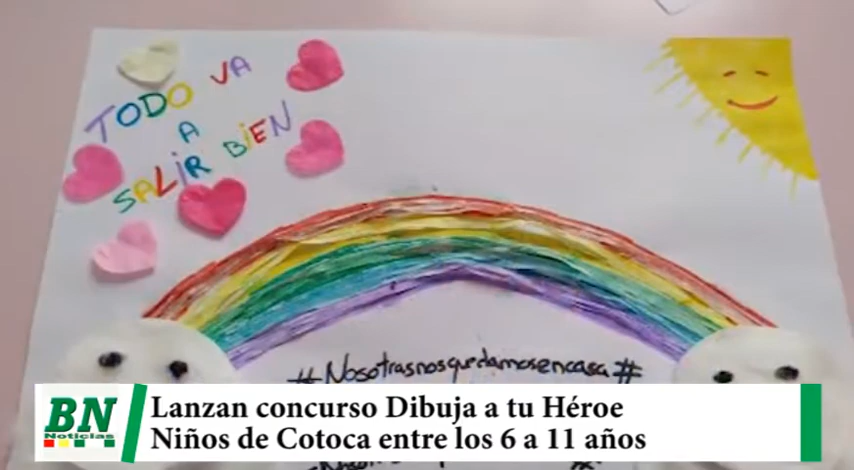 TODO VA
A
SALIR BIEN
#Nosotrasnosquedamosencasa#
BN
Noticias
Lanzan concurso Dibuja a tu Héroe
Niños de Cotoca entre los 6 a 11 años